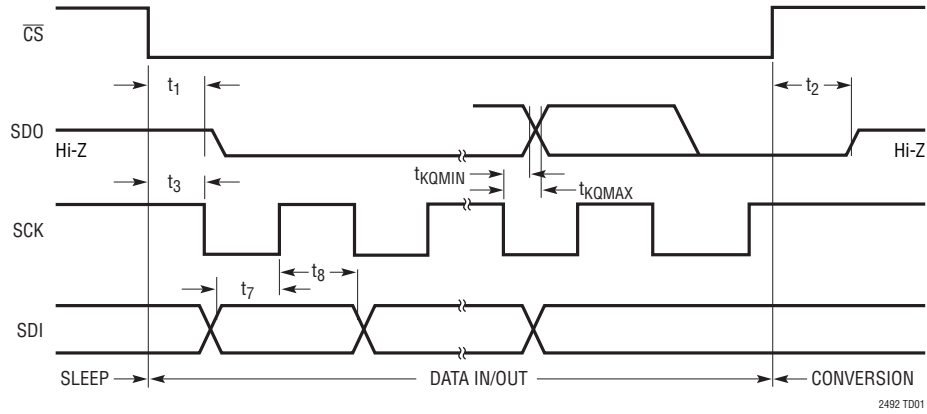 CS
t1
t2
SDO
Hi-Z
Hi-Z
tKQMIN
tKQMAX
t3
SCK
t8
t7
SDI
SLEEP
DATA IN/OUT
CONVERSION
2492 TD01